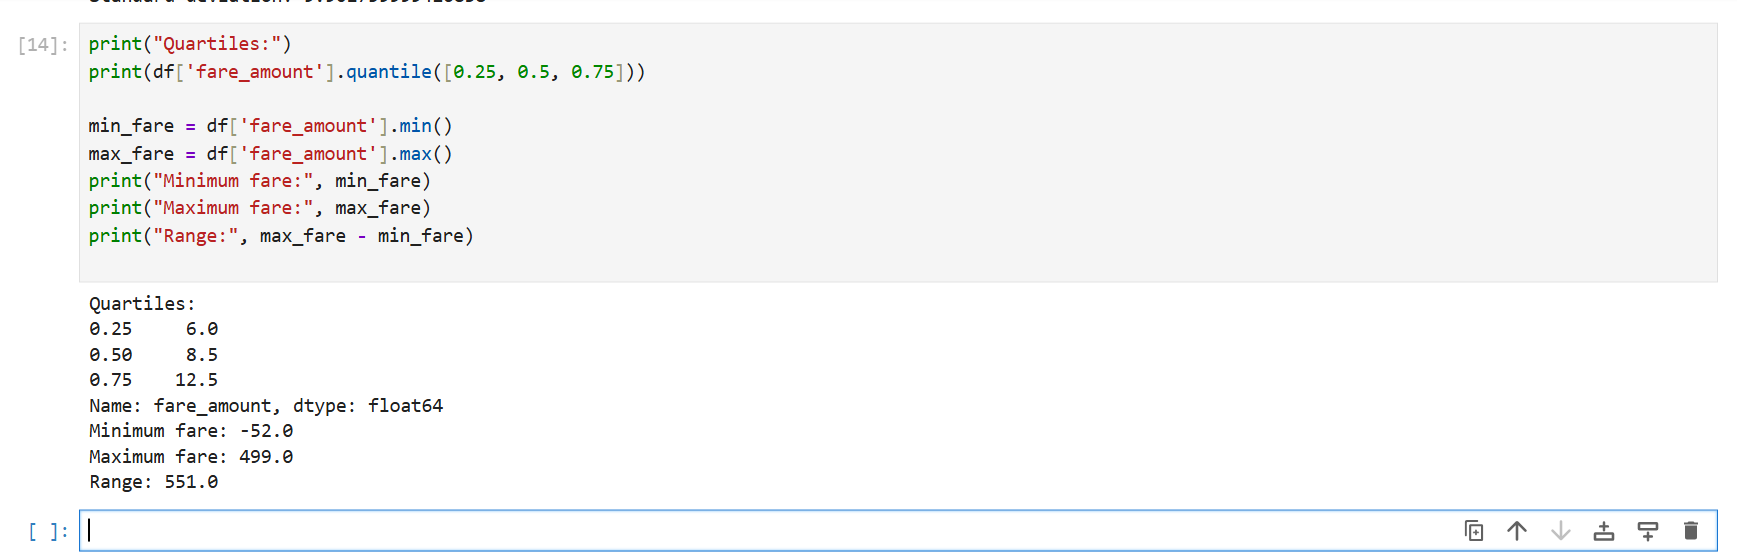 [14]:
print("Quartiles:")
print(df['fare_amount'].quantile([0.25, 0.5, 0.75]))
min_fare = df['fare_amount'].min()
max_fare = df['fare_amount'].max()
print("Minimum fare:", min_fare)
print("Maximum fare:", max_fare)
print("Range:", max_fare - min_fare)
Quartiles:
0.25     6.0
0.50     8.5
0.75    12.5
Name: fare_amount, dtype: float64
Minimum fare: -52.0
Maximum fare: 499.0
Range: 551.0
[ ]: